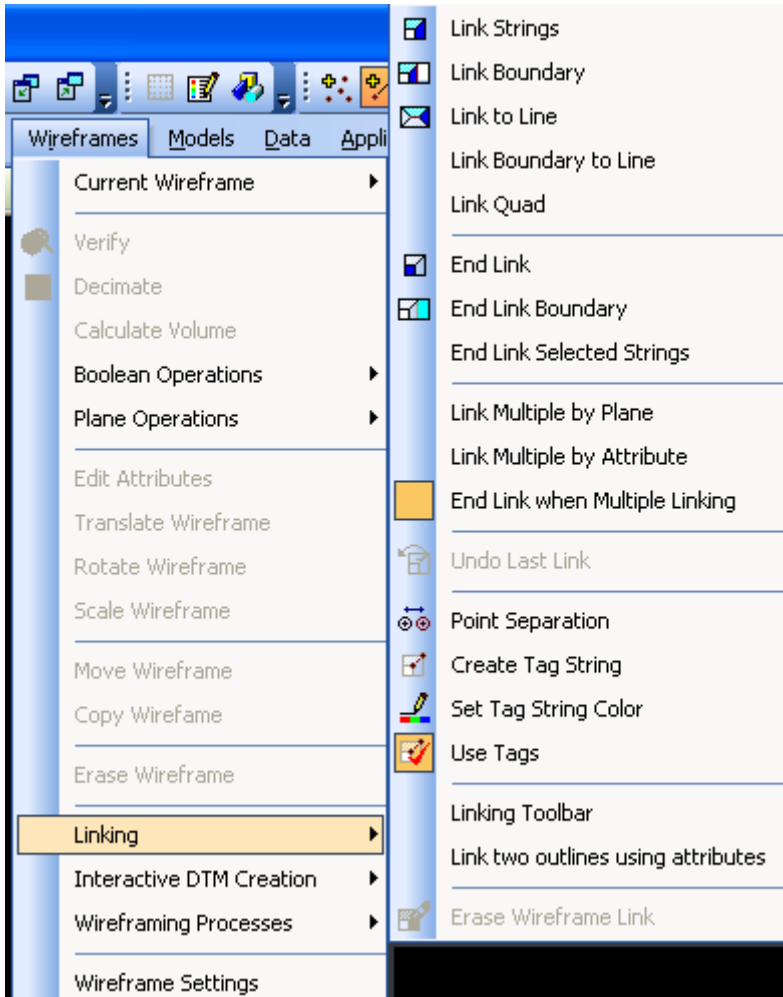 Wireframes Models Data Appli
Current Wireframe
Verify
Decimate
Calculate Volume
Boolean Operations
Plane Operations
Edit Attributes
Translate Wireframe
Rotate Wireframe
Scale Wireframe
Move Wireframe
Copy Wirefame
Erase Wireframe
Linking
Interactive DTM Creation
Wireframing Processes
Wireframe Settings
Link Strings
Link Boundary
Link to Line
Link Boundary to Line
Link Quad
End Link
End Link Boundary
End Link Selected Strings
Link Multiple by Plane
Link Multiple by Attribute
End Link when Multiple Linking
Undo Last Link
Point Separation
Create Tag String
Set Tag String Color
Use Tags
Linking Toolbar
Link two outlines using attributes
Erase Wireframe Link